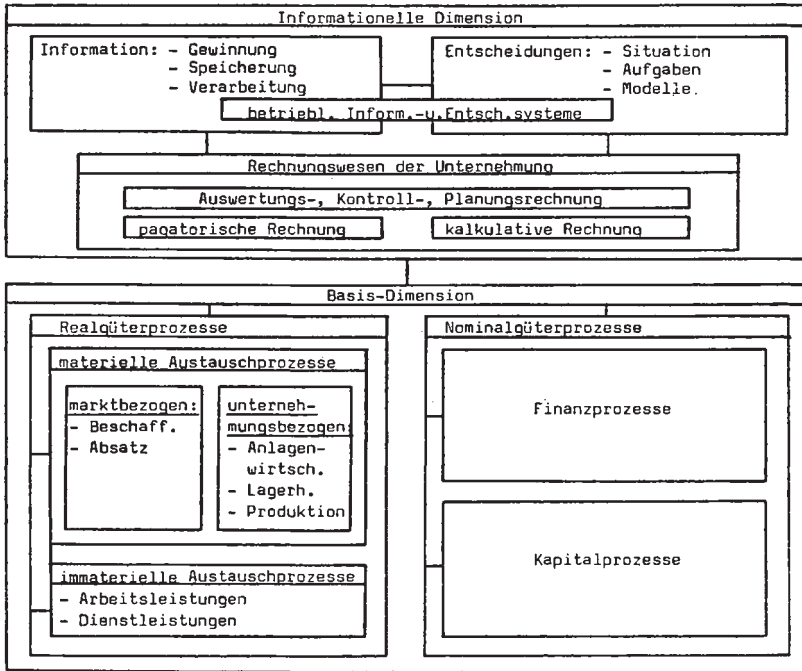 Informationelle Dimension
Information: - Gewinnung
- Speicherung
- Verarbeitung
Entscheidungen: - Situation
- Aufgaben
- Modelle.
betriebl. Inform.-u.Entsch.systeme
Rechnungswesen der Unternehmung
Auswertungs-, Kontroll-, Planungsrechnung
pagatorische Rechnung
kalkulative Rechnung
Basis-Dimension
Realgüterprozesse
materielle Austauschprozesse
marktbezogen:
- Beschaff.
- Absatz
unterneh-
mungsbezogen:
- Anlagen-
wirtsch.
- Lagerh.
- Produktion
immaterielle Austauschprozesse
- Arbeitsleistungen
- Dienstleistungen
Nominalgüterprozesse
Finanzprozesse
Kapitalprozesse